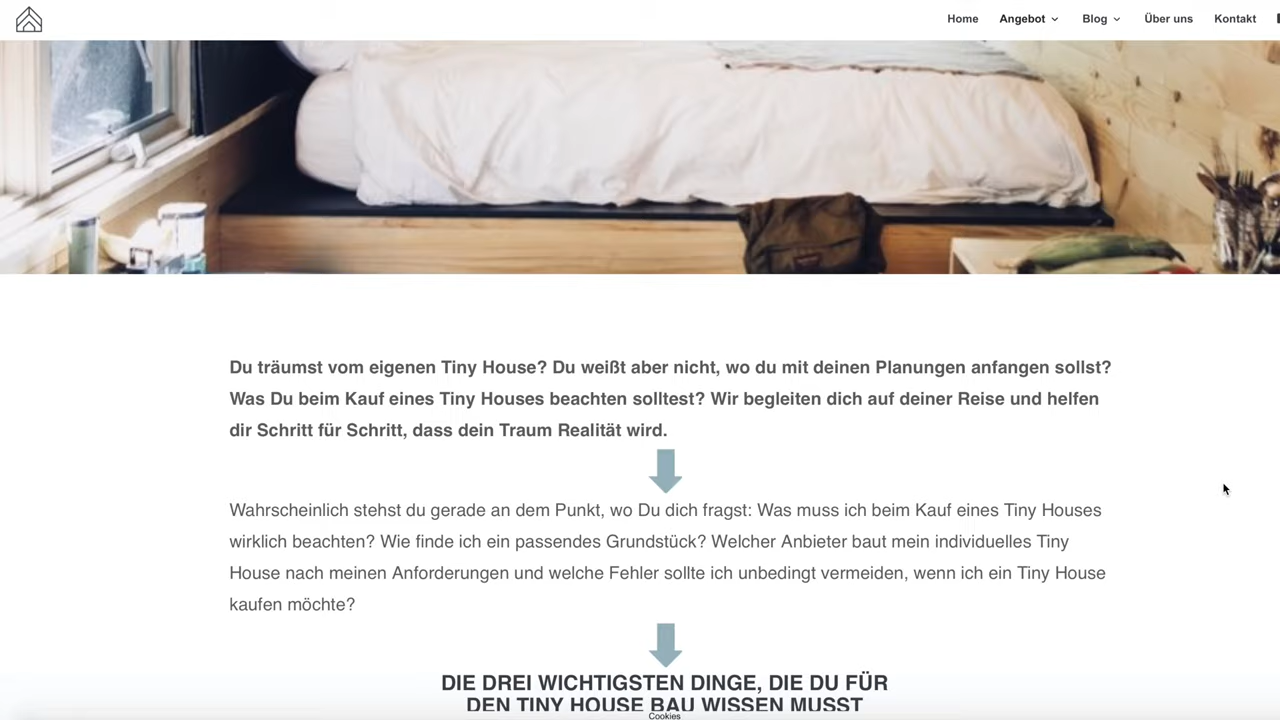 Home Angebot Blog Über uns Kontakt
Du träumst vom eigenen Tiny House? Du weißt aber nicht, wo du mit deinen Planungen anfangen sollst?
Was Du beim Kauf eines Tiny Houses beachten solltest? Wir begleiten dich auf deiner Reise und helfen
dir Schritt für Schritt, dass dein Traum Realität wird.
Wahrscheinlich stehst du gerade an dem Punkt, wo Du dich fragst: Was muss ich beim Kauf eines Tiny Houses
wirklich beachten? Wie finde ich ein passendes Grundstück? Welcher Anbieter baut mein individuelles Tiny
House nach meinen Anforderungen und welche Fehler sollte ich unbedingt vermeiden, wenn ich ein Tiny House
kaufen möchte?
DIE DREI WICHTIGSTEN DINGE, DIE DU FÜR
DEN TINY HOUSE BAU WISSEN MUSST
Cookies